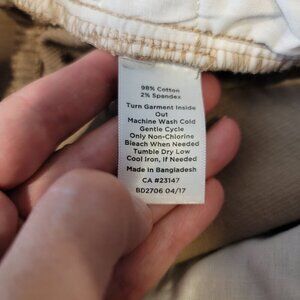 98% Cotton
2% Spandex
Turn Garment Inside
Out
Machine Wash Cold
Gentle Cycle
Only Non-Chlorine
Bleach When Needed
Tumble Dry Low
Cool Iron, if Needed
Made in Bangladesh
CA #23147
BD2706 04/17